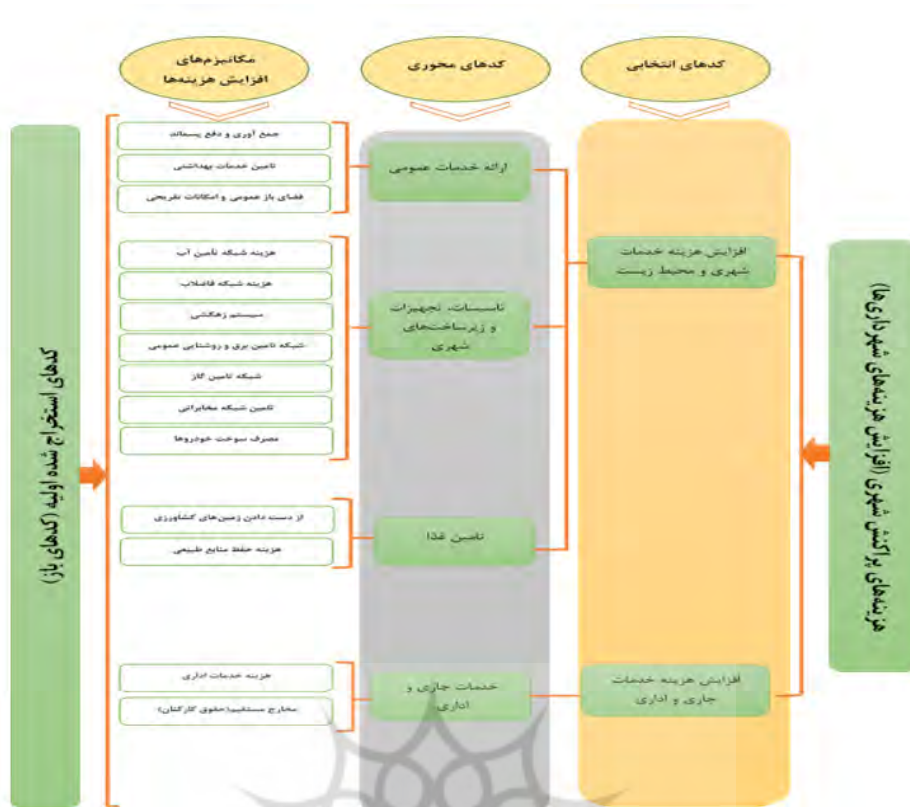 کدهای انتخابی
کدهای محوری
مکانیزم‌های
افزایش هزینه‌ها
هزینه‌های پراکنش شهری (افزایش هزینه‌های شهرداری‌ها)
افزایش هزینه خدمات
شهری و محیط زیست
افزایش هزینه خدمات
جاری و اداری
ارائه خدمات عمومی
تاسیسات، تجهیزات
و زیرساخت‌های
شهری
تامین غذا
خدمات جاری و
اداری
جمع آوری و دفع پسماند
تامین خدمات بهداشتی
فضای باز عمومی و امکانات تفریحی
هزینه شبکه تأمین آب
هزینه شبکه فاضلاب
سیستم زهکشی
شبکه تامین برق و روشنایی عمومی-
شبکه تامین گاز
تامین شبکه مخابراتی
مصرف سوخت خودروها
از دست دادن زمین‌های کشاورزی
هزینه حفظ منابع طبیعی
هزینه خدمات اداری
مخارج مستقیم(حقوق کارکنان)
کدهای استخراج شده اولیه (کدهای باز)